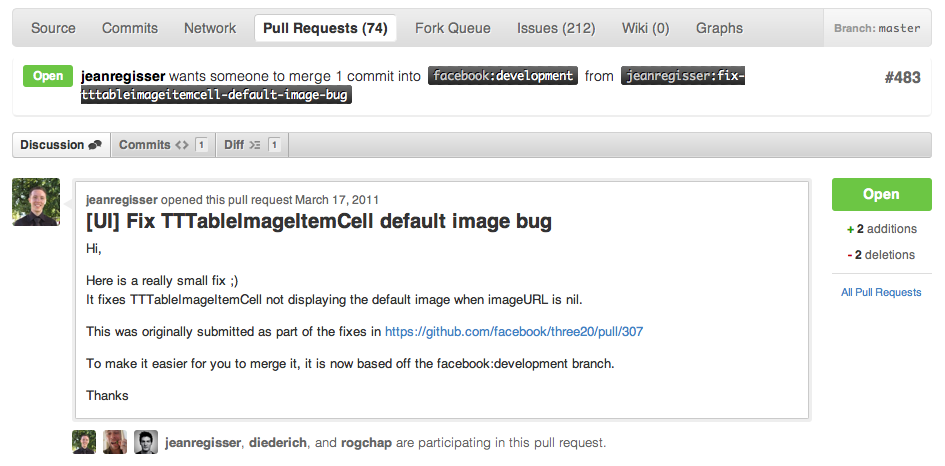 Source Commits Network Pull Requests (74) Fork Queue Issues (212) Wiki (0) Graphs Branch: master
Open jeanregisser wants someone to merge 1 commit into facebook:development from jeanregisser:fix- #483
tttableimageitemcell-default-image-bug
Discussion Commits 1 Diff 1
jeanregisser opened this pull request March 17, 2011
[UI] Fix TTTableImageItemCell default image bug
Open
Hi,
+ 2 additions
- 2 deletions
Here is a really small fix ;)
It fixes TTTableImageItemCell not displaying the default image when imageURL is nil.
All Pull Requests
This was originally submitted as part of the fixes in https://github.com/facebook/three20/pull/307
To make it easier for you to merge it, it is now based off the facebook:development branch.
Thanks
jeanregisser, diederich, and rogchap are participating in this pull request.